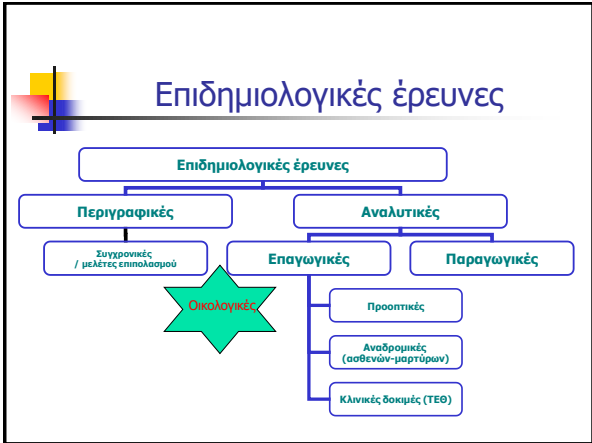 Επιδημιολογικές έρευνες
Επιδημιολογικές έρευνες
Περιγραφικές
Αναλυτικές
Συγχρονικές
/ μελέτες επιπολασμού
Επαγωγικές
Παραγωγικές
Οικολογικές
Προοπτικές
Αναδρομικές
(ασθενών-μαρτύρων)
Κλινικές δοκιμές (ΤΕΘ)